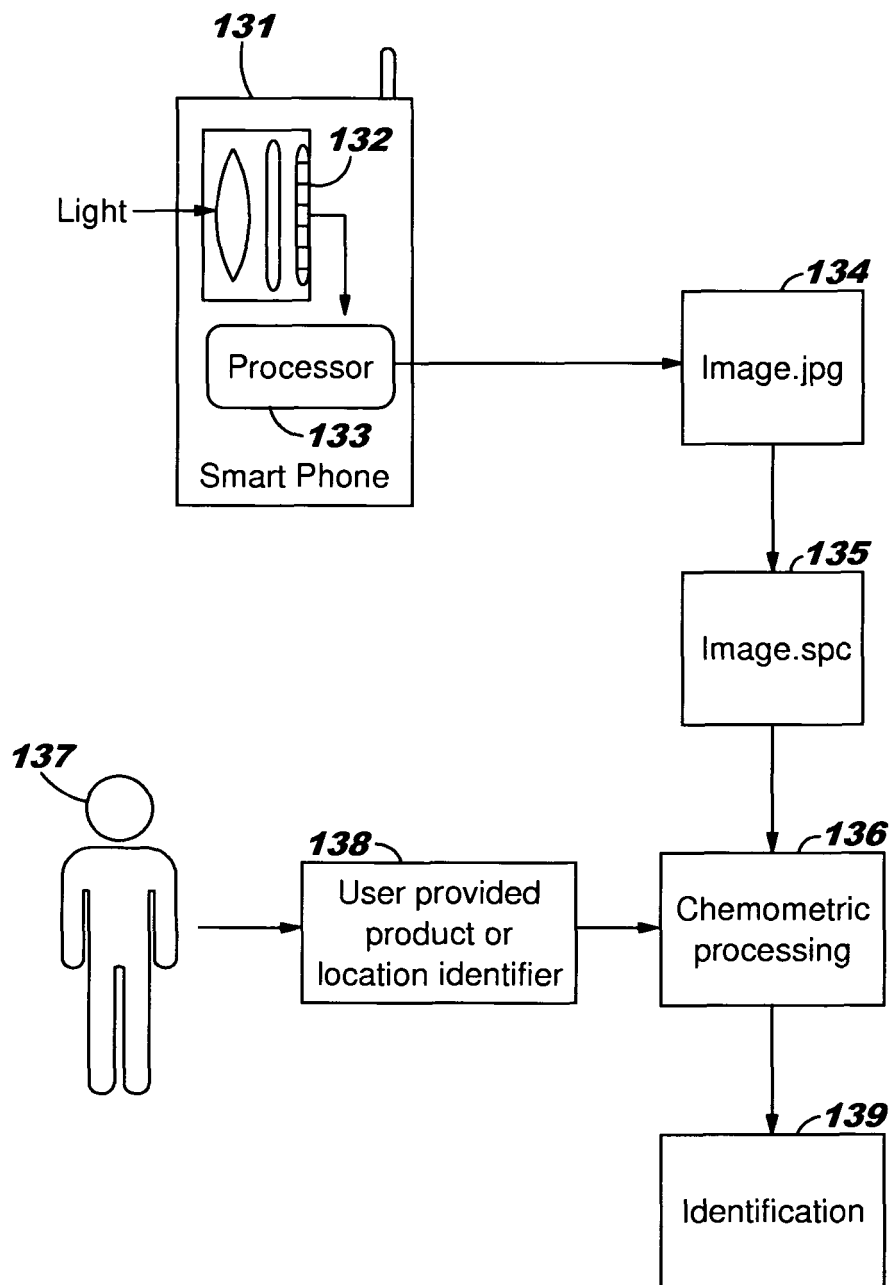 131
132
Light
Processor
133
Smart Phone
134
Image.jpg
135
Image.spc
137
138
User provided
product or
location identifier
136
Chemometric
processing
139
Identification